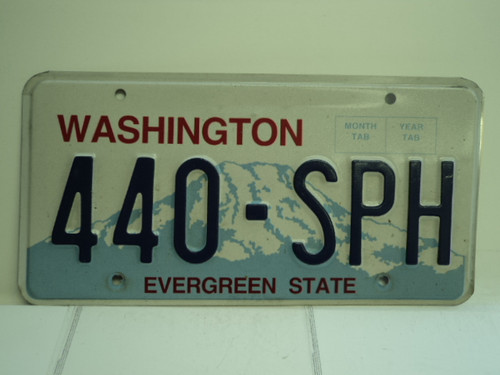 WASHINGTON
MONTH TAB
YEAR TAB
440-SPH
EVERGREEN STATE